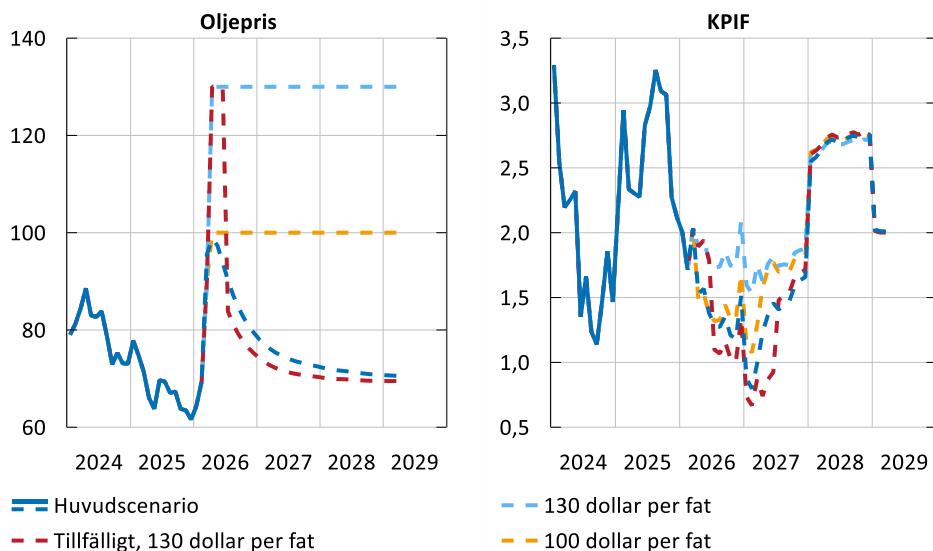 Oljepris
140
120
100
80
60
2024 2025 2026 2027 2028 2029
KPIF
3,5
3,0
2,5
2,0
1,5
1,0
0,5
2024 2025 2026 2027 2028 2029
Huvudscenario
Tillfälligt, 130 dollar per fat
130 dollar per fat
100 dollar per fat